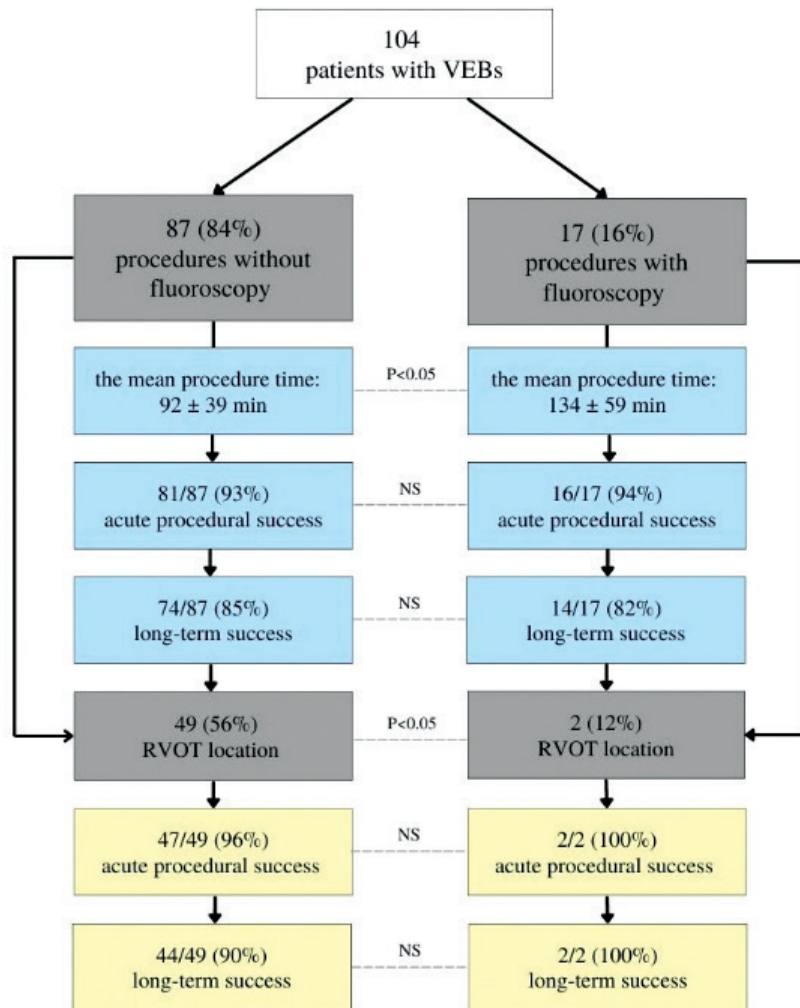 104
patients with VEBs
87 (84%)
procedures without
fluoroscopy
17 (16%)
procedures with
fluoroscopy
the mean procedure time:
92 ± 39 min
P<0.05
the mean procedure time:
134 ± 59 min
81/87 (93%)
acute procedural success
NS
16/17 (94%)
acute procedural success
74/87 (85%)
long-term success
NS
14/17 (82%)
long-term success
49 (56%)
RVOT location
P<0.05
2 (12%)
RVOT location
47/49 (96%)
acute procedural success
NS
2/2 (100%)
acute procedural success
44/49 (90%)
long-term success
NS
2/2 (100%)
long-term success